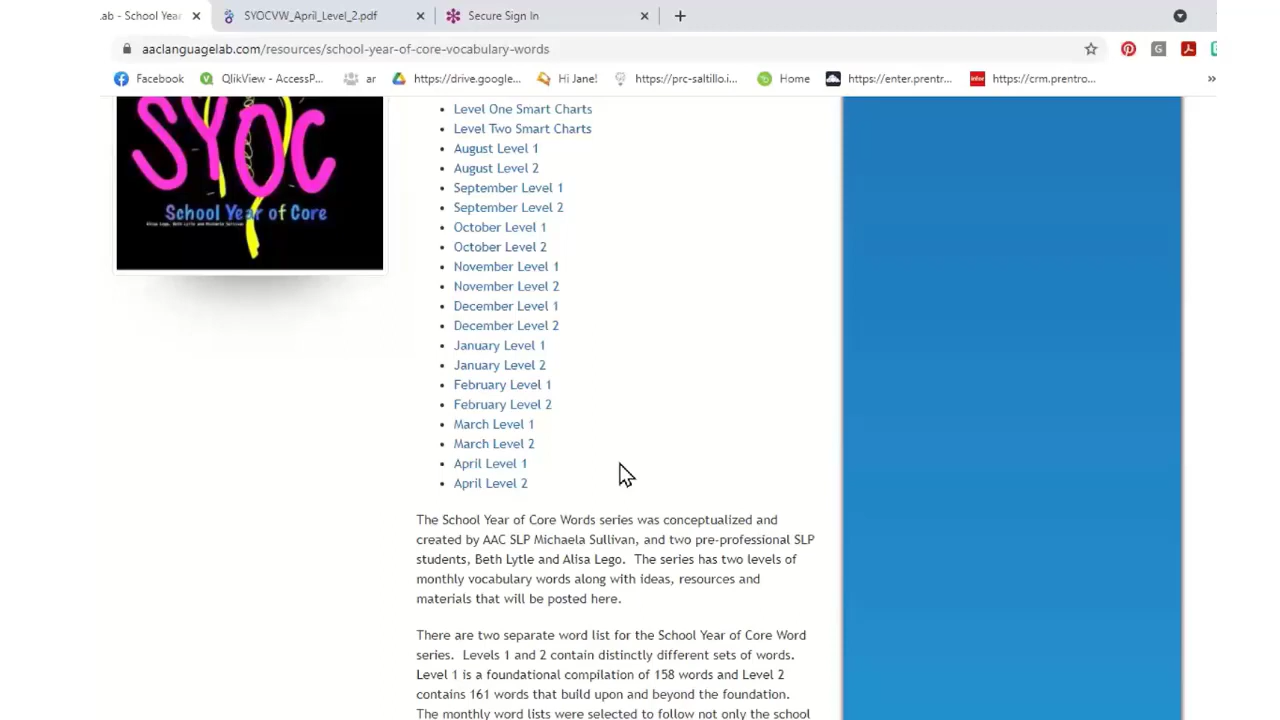 .ab - School Year
SYOCVW_April_Level_2.pdf
Secure Sign In
aaclanguagelab.com/resources/school-year-of-core-vocabulary-words
Facebook
QlikView - AccessP...
ar
https://drive.google...
Hi Jane!
https://prc-saltillo.i...
Home
https://enter.prentr...
https://crm.prentro...
»
SYOC
School Year of Core
Alisa Lego, Beth Lytle and Michaela Sullivan
• Level One Smart Charts
• Level Two Smart Charts
• August Level 1
• August Level 2
• September Level 1
• September Level 2
• October Level 1
• October Level 2
• November Level 1
• November Level 2
• December Level 1
• December Level 2
• January Level 1
• January Level 2
• February Level 1
• February Level 2
• March Level 1
• March Level 2
• April Level 1
• April Level 2
The School Year of Core Words series was conceptualized and
created by AAC SLP Michaela Sullivan, and two pre-professional SLP
students, Beth Lytle and Alisa Lego.  The series has two levels of
monthly vocabulary words along with ideas, resources and
materials that will be posted here.
There are two separate word list for the School Year of Core Word
series.  Levels 1 and 2 contain distinctly different sets of words.
Level 1 is a foundational compilation of 158 words and Level 2
contains 161 words that build upon and beyond the foundation.
The monthly word lists were selected to follow not only the school